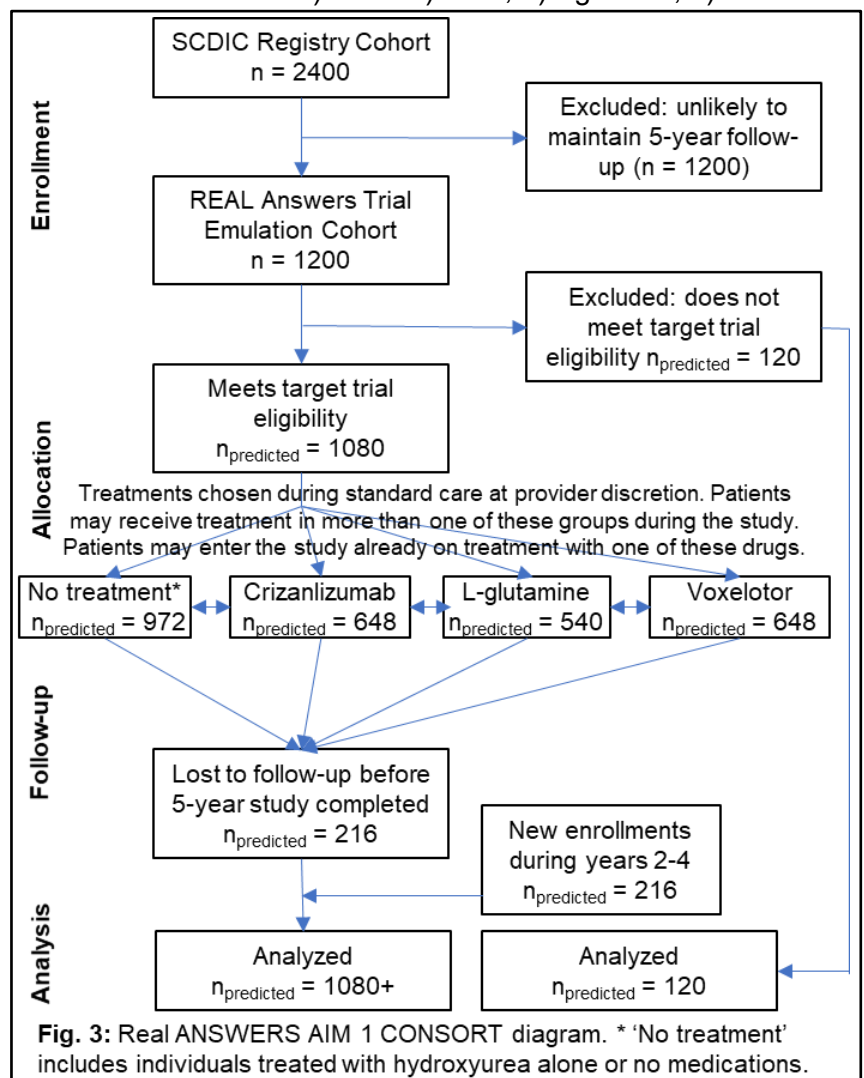 SCDIC Registry Cohort
n = 2400
Excluded: unlikely to
maintain 5-year follow-
up (n = 1200)
Enrollment
REAL Answers Trial
Emulation Cohort
n = 1200
Excluded: does not
meet target trial
eligibility npredicted = 120
Meets target trial
eligibility
npredicted = 1080
Allocation
Treatments chosen during standard care at provider discretion. Patients
may receive treatment in more than one of these groups during the study.
Patients may enter the study already on treatment with one of these drugs.
No treatment*
npredicted = 972
Crizanlizumab
npredicted = 648
L-glutamine
npredicted = 540
Voxelotor
npredicted = 648
Follow-up
Lost to follow-up before
5-year study completed
npredicted = 216
New enrollments
during years 2-4
npredicted = 216
Analysis
Analyzed
npredicted = 1080+
Analyzed
npredicted = 120
Fig. 3: Real ANSWERS AIM 1 CONSORT diagram. * ‘No treatment’
includes individuals treated with hydroxyurea alone or no medications.